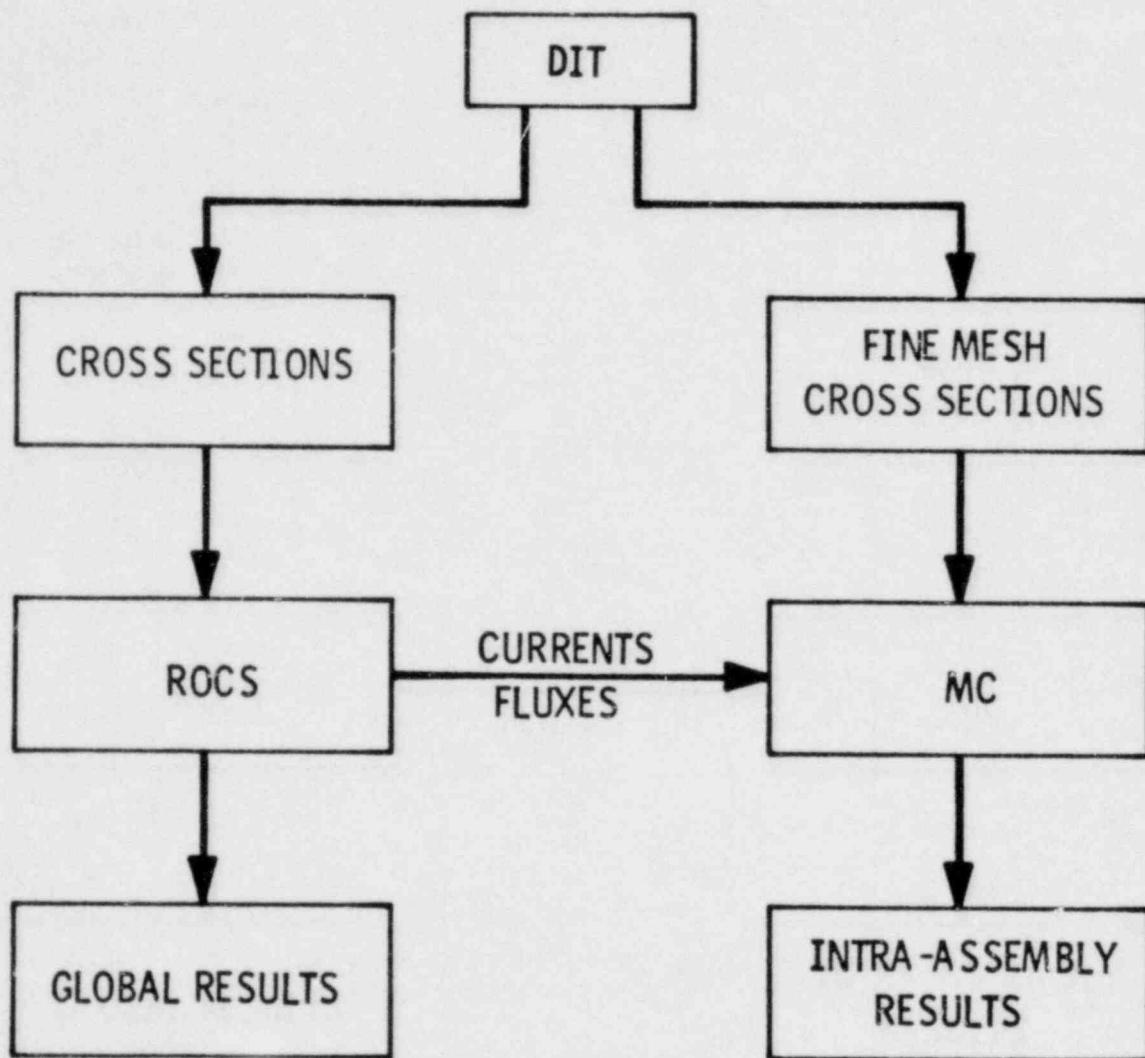 DIT
CROSS SECTIONS
FINE MESH
CROSS SECTIONS
ROCS
CURRENTS
FLUXES
MC
GLOBAL RESULTS
INTRA-ASSEMBLY
RESULTS